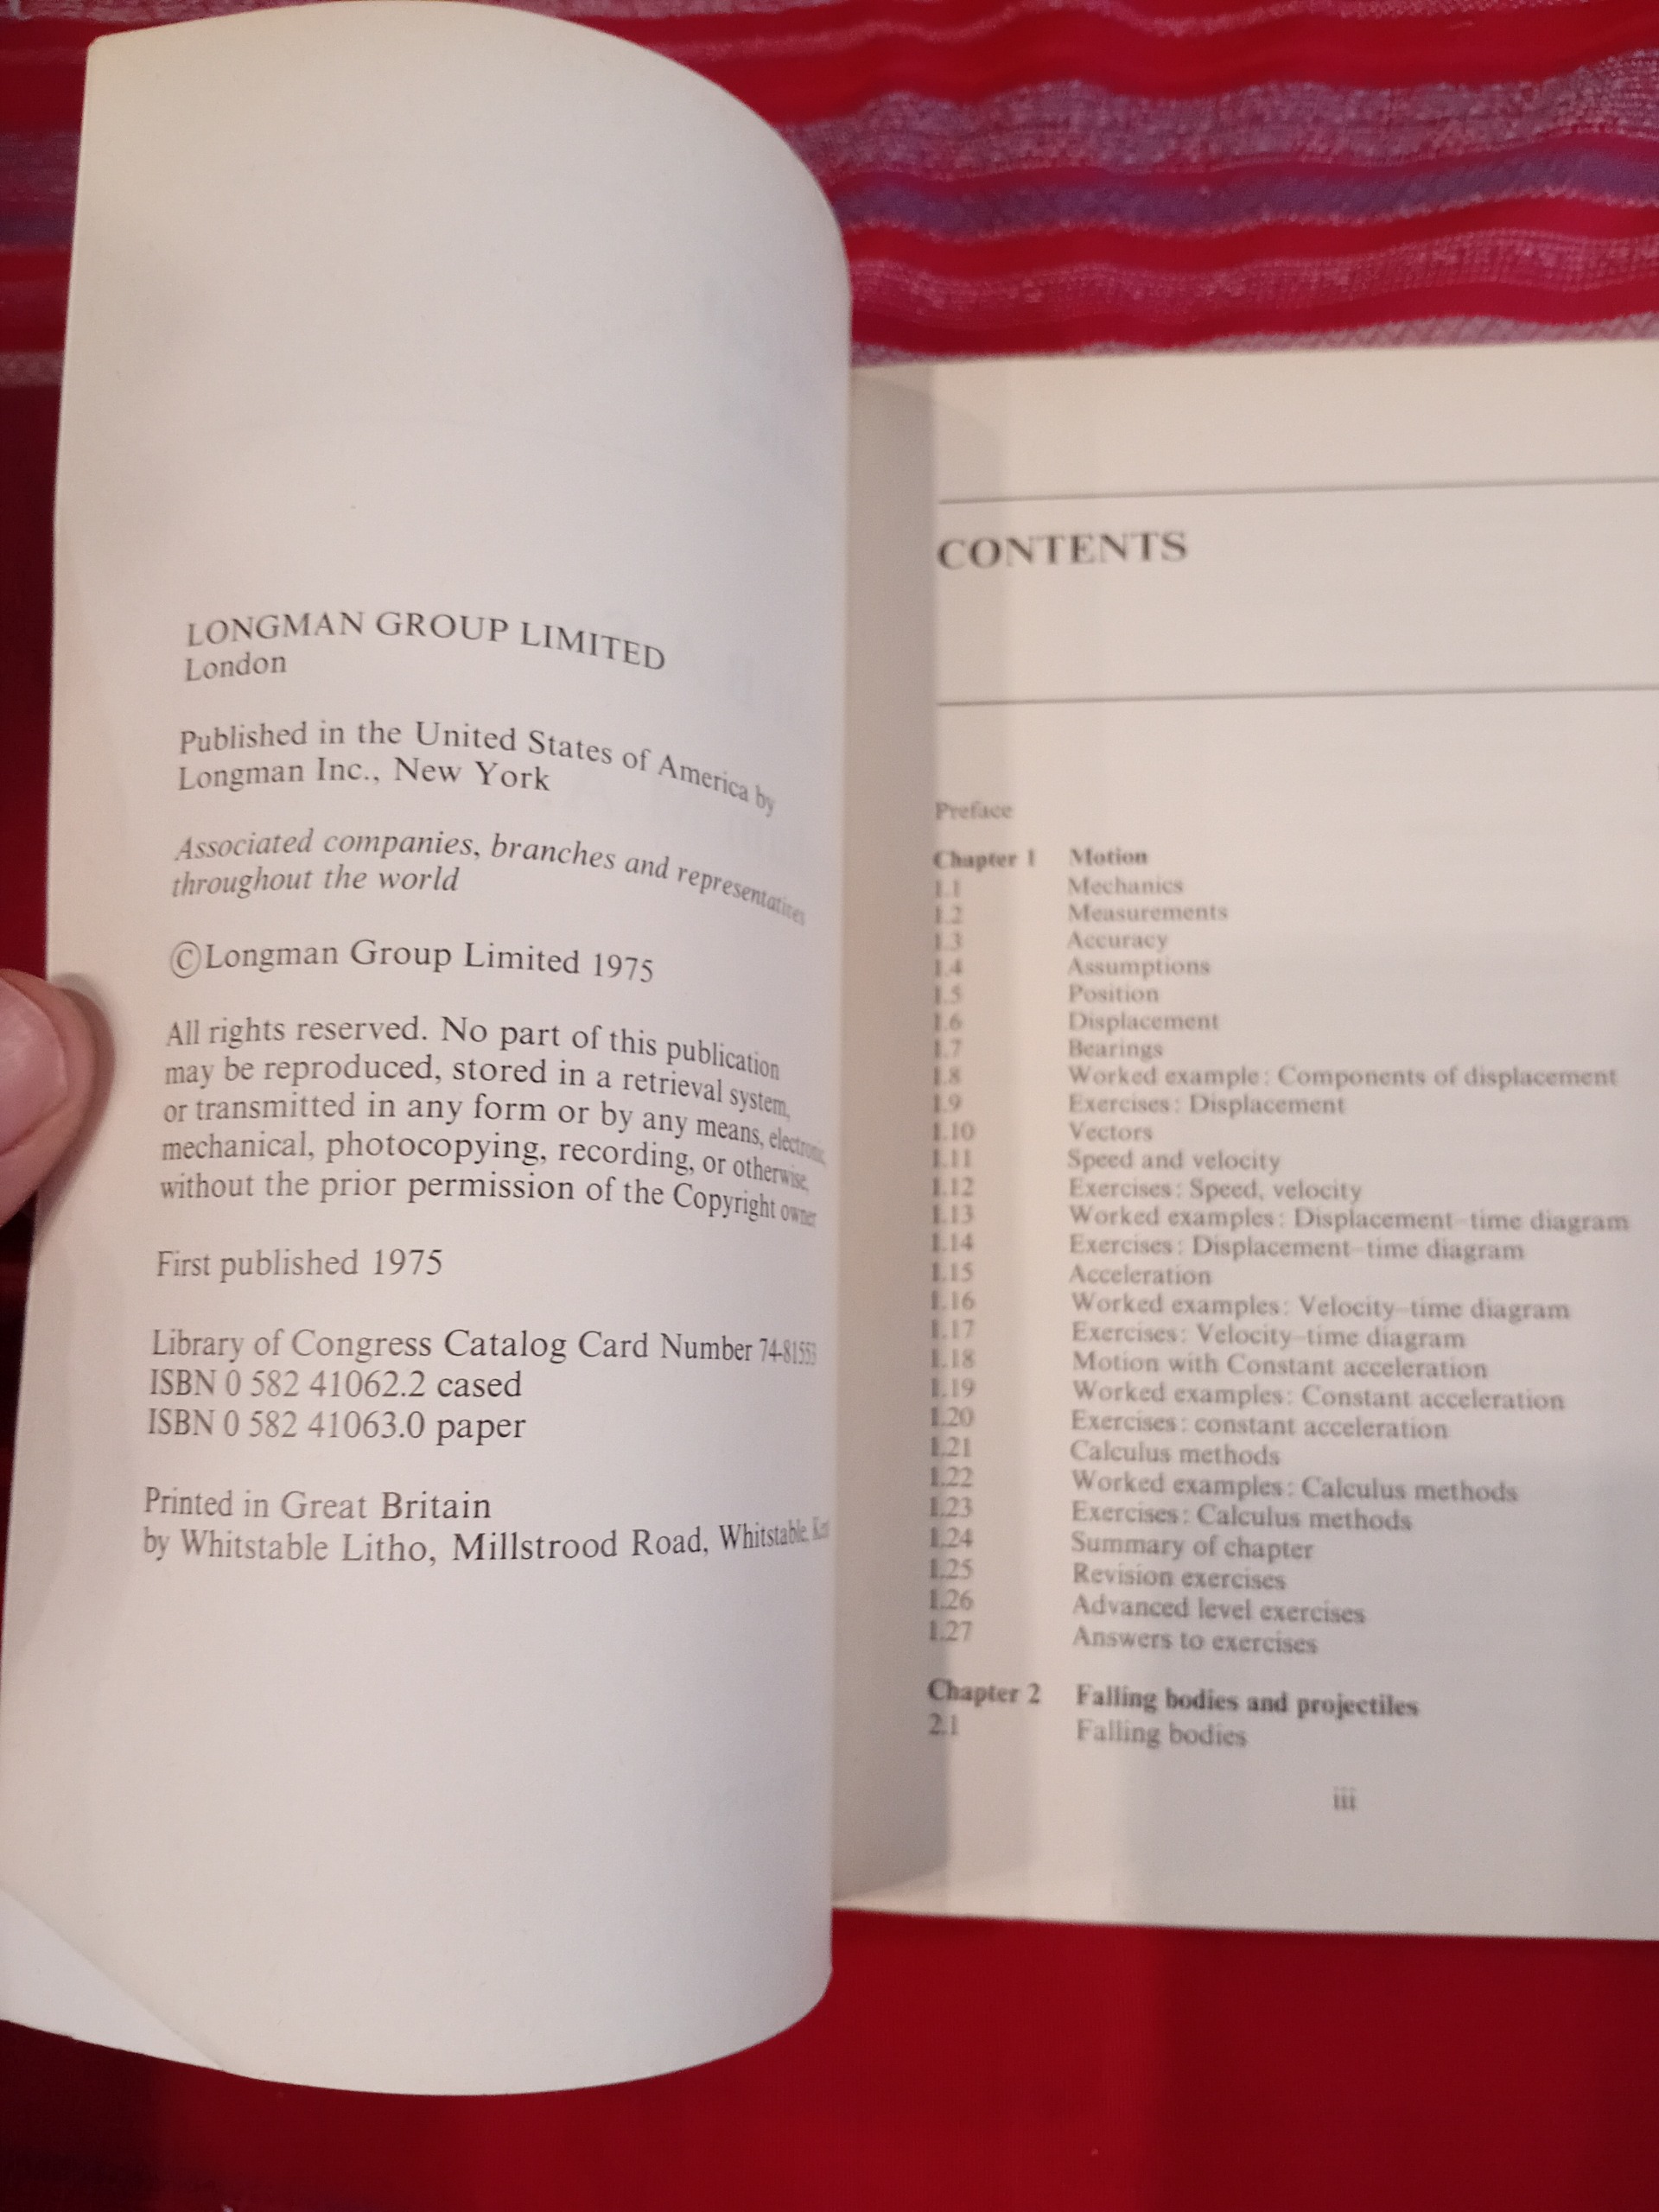 LONGMAN GROUP LIMITED
London
Published in the United States of America by
Longman Inc., New York
Associated companies, branches and representatives
throughout the world
©Longman Group Limited 1975
All rights reserved. No part of this publication
may be reproduced, stored in a retrieval system,
or transmitted in any form or by any means, electronic,
mechanical, photocopying, recording, or otherwise,
without the prior permission of the Copyright owner
First published 1975
Library of Congress Catalog Card Number 74-81553
ISBN 0 582 41062.2 cased
ISBN 0 582 41063.0 paper
Printed in Great Britain
by Whitstable Litho, Millstrood Road, Whitstable, Kent
CONTENTS
Preface
Chapter 1 Motion
1.1 Mechanics
1.2 Measurements
1.3 Accuracy
1.4 Assumptions
1.5 Position
1.6 Displacement
1.7 Bearings
1.8 Worked example: Components of displacement
1.9 Exercises: Displacement
1.10 Vectors
1.11 Speed and velocity
1.12 Exercises: Speed, velocity
1.13 Worked examples: Displacement–time diagram
1.14 Exercises: Displacement–time diagram
1.15 Acceleration
1.16 Worked examples: Velocity–time diagram
1.17 Exercises: Velocity–time diagram
1.18 Motion with Constant acceleration
1.19 Worked examples: Constant acceleration
1.20 Exercises: constant acceleration
1.21 Calculus methods
1.22 Worked examples: Calculus methods
1.23 Exercises: Calculus methods
1.24 Summary of chapter
1.25 Revision exercises
1.26 Advanced level exercises
1.27 Answers to exercises
Chapter 2 Falling bodies and projectiles
2.1 Falling bodies
iii